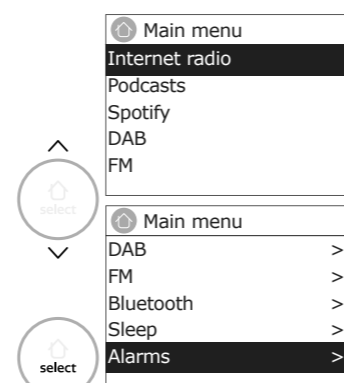 Main menu
Internet radio
Podcasts
Spotify
DAB
FM
select
Main menu
DAB >
FM >
Bluetooth >
Sleep >
Alarms >
select